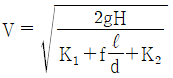 V = √(2gH / (K₁ + f ℓ/d + K₂))